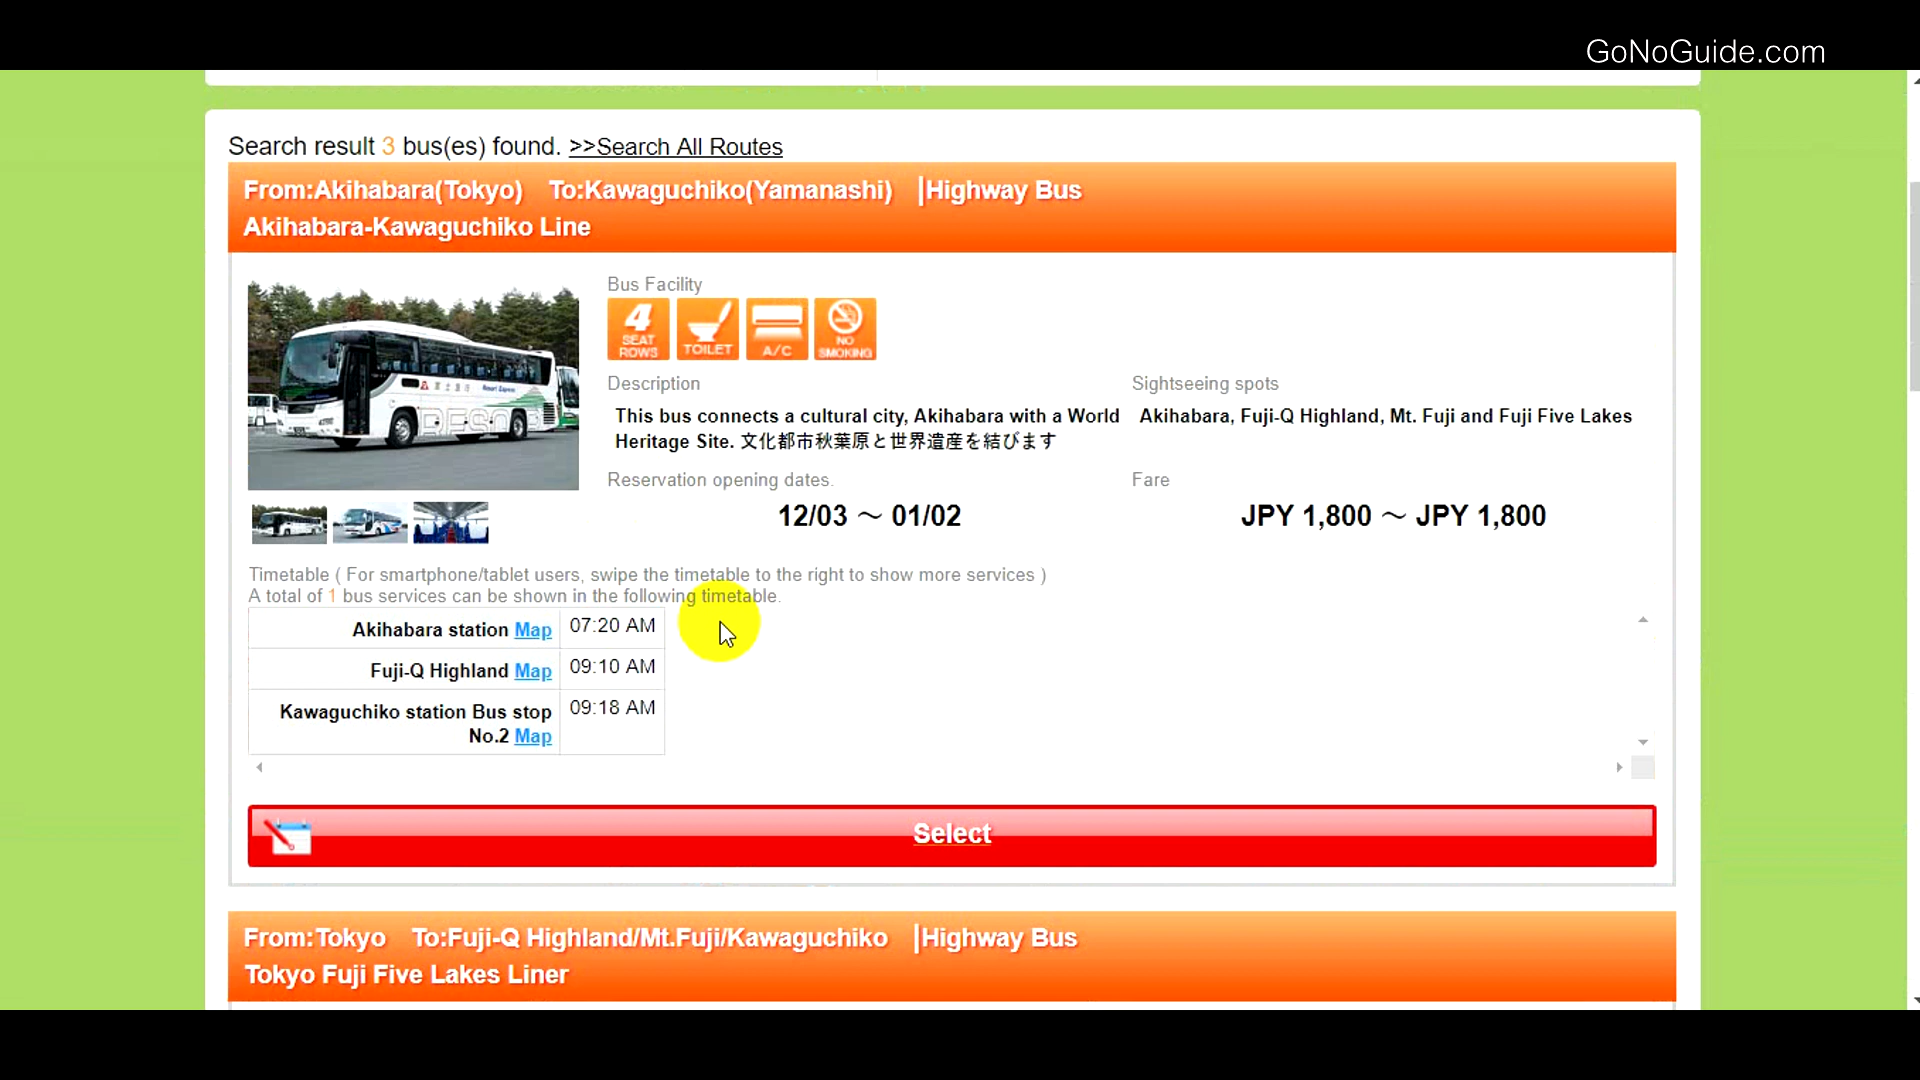 GoNoGuide.com
Search result 3 bus(es) found. >>Search All Routes
From:Akihabara(Tokyo) To:Kawaguchiko(Yamanashi) |Highway Bus
Akihabara-Kawaguchiko Line
Bus Facility
4 SEAT ROWS
TOILET
A/C
NO SMOKING
Description
This bus connects a cultural city, Akihabara with a World
Heritage Site. 文化都市秋葉原と世界遺産を結びます
Sightseeing spots
Akihabara, Fuji-Q Highland, Mt. Fuji and Fuji Five Lakes
Reservation opening dates.
12/03 ～ 01/02
Fare
JPY 1,800 ～ JPY 1,800
Timetable ( For smartphone/tablet users, swipe the timetable to the right to show more services )
A total of 1 bus services can be shown in the following timetable.
Akihabara station Map 07:20 AM
Fuji-Q Highland Map 09:10 AM
Kawaguchiko station Bus stop
No.2 Map 09:18 AM
Select
From:Tokyo To:Fuji-Q Highland/Mt.Fuji/Kawaguchiko |Highway Bus
Tokyo Fuji Five Lakes Liner